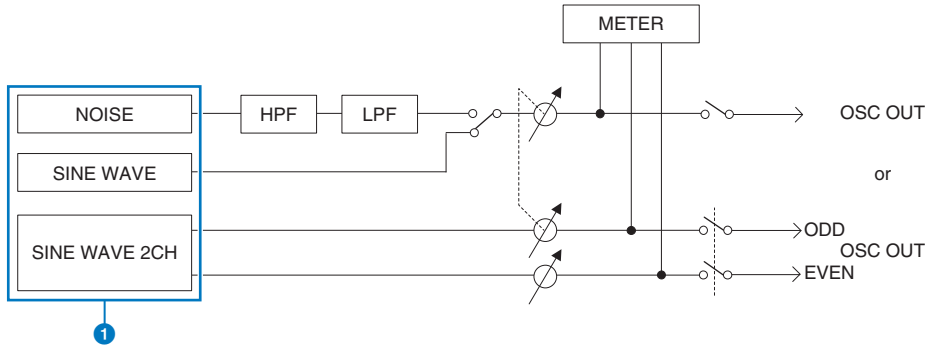 METER
NOISE
HPF
LPF
OSC OUT
SINE WAVE
or
SINE WAVE 2CH
ODD
OSC OUT
EVEN
1